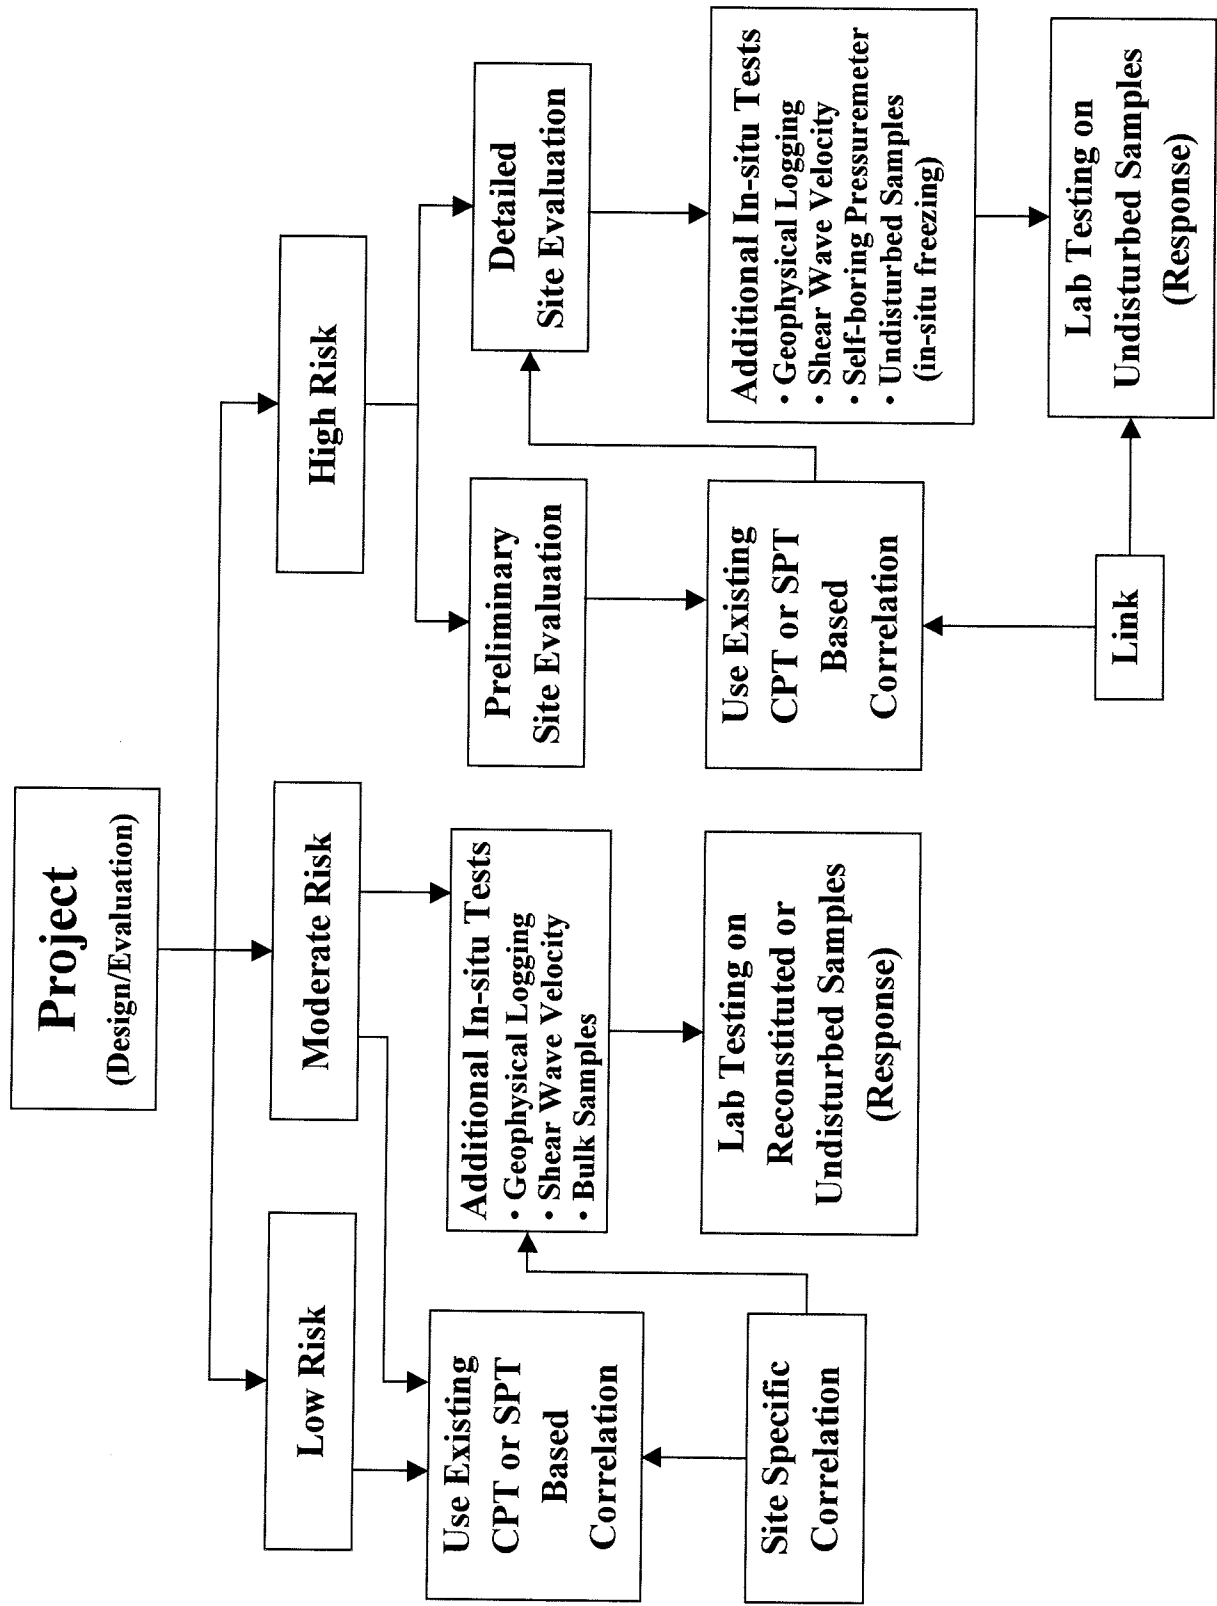 Project
(Design/Evaluation)
Low Risk
Moderate Risk
High Risk
Use Existing
CPT or SPT
Based
Correlation
Additional In-situ Tests
• Geophysical Logging
• Shear Wave Velocity
• Bulk Samples
Preliminary
Site Evaluation
Detailed
Site Evaluation
Site Specific
Correlation
Lab Testing on
Reconstituted or
Undisturbed Samples
(Response)
Use Existing
CPT or SPT
Based
Correlation
Additional In-situ Tests
• Geophysical Logging
• Shear Wave Velocity
• Self-boring Pressuremeter
• Undisturbed Samples
(in-situ freezing)
Link
Lab Testing on
Undisturbed Samples
(Response)